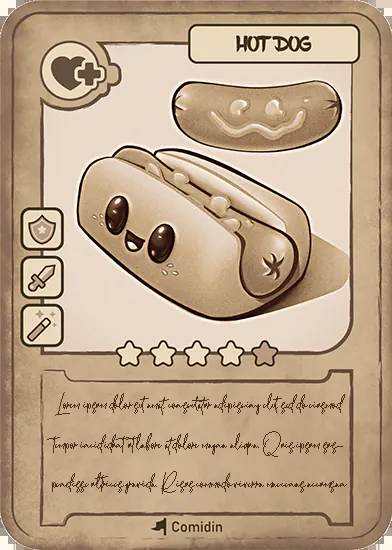 HOT DOG
Lorem ipsum dolor sit amet, consectetur adipiscing elit, sed do eiusmod
tempor incididunt ut labore et dolore magna aliqua. Quis ipsum sus-
pendisse ultrices gravida. Risus commodo viverra maecenas accumsan
Comidin